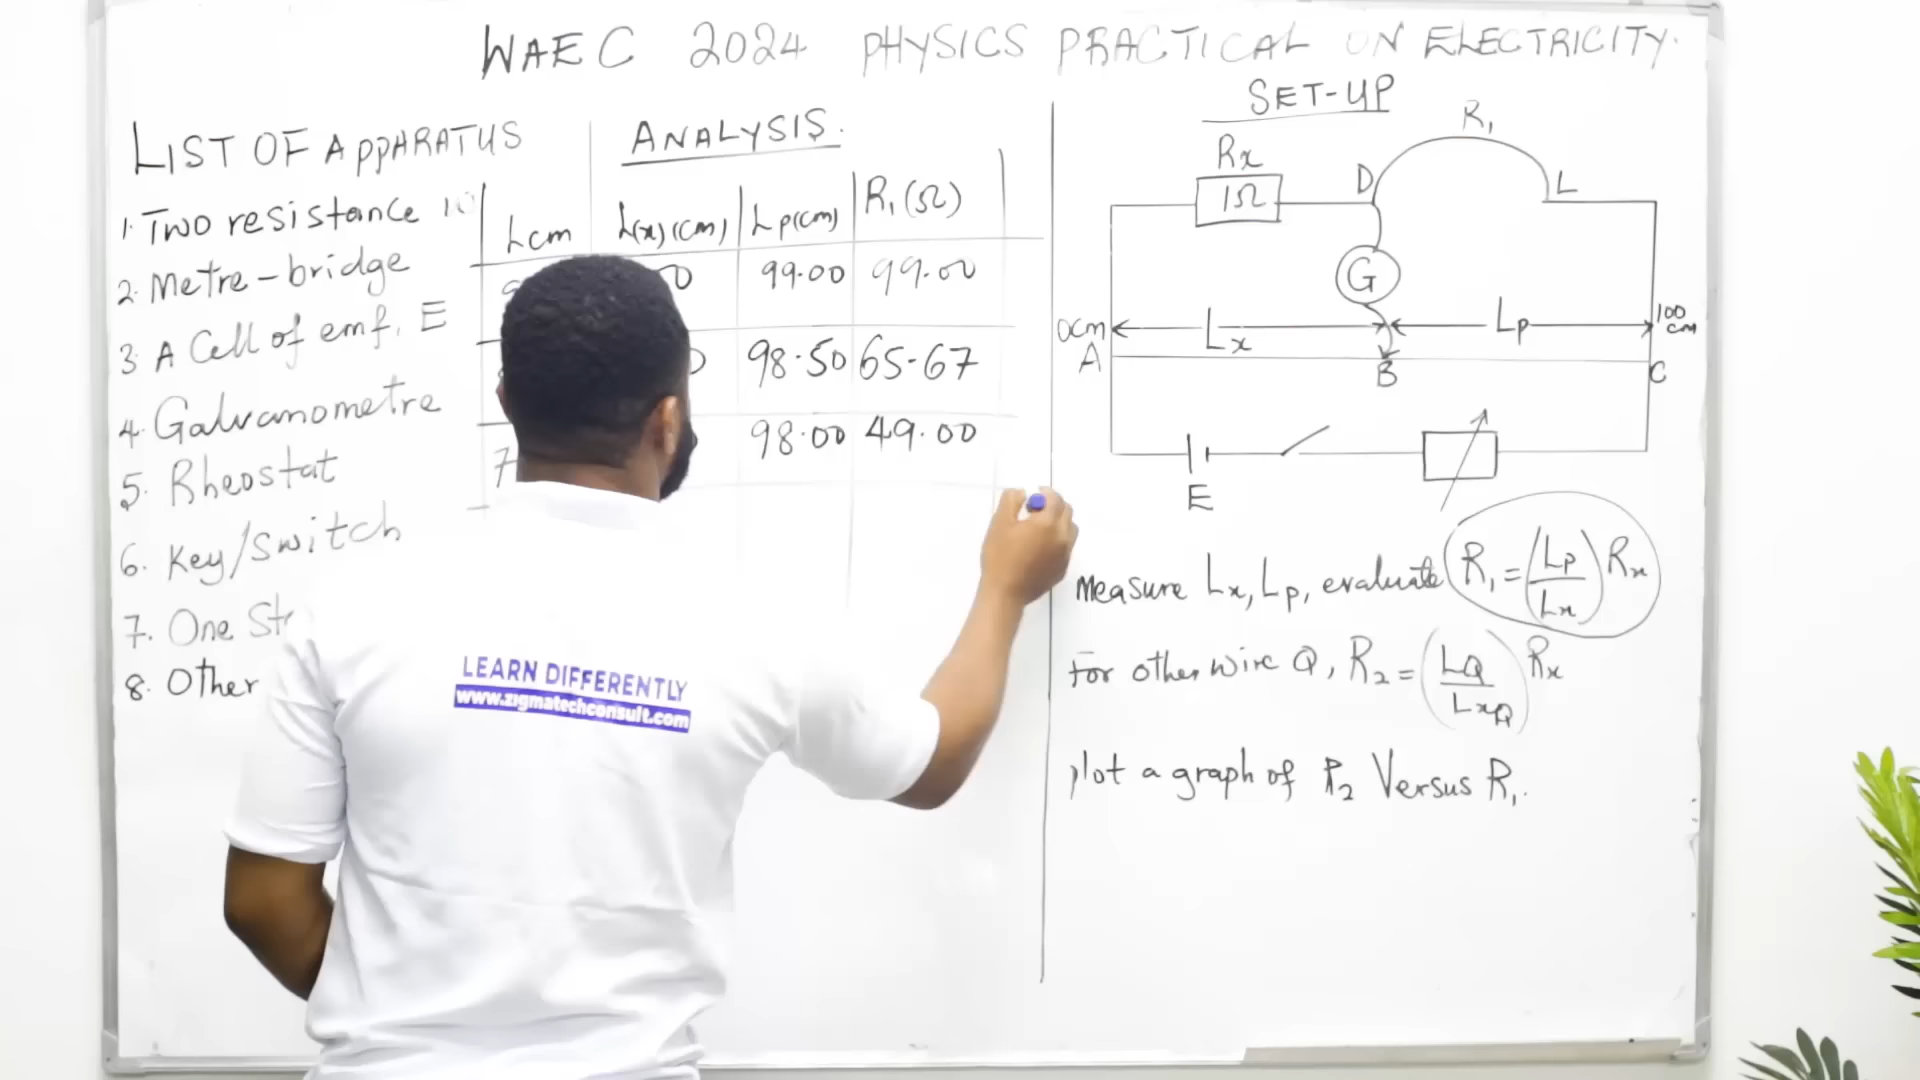 WAEC 2024 PHYSICS PRACTICAL ON ELECTRICITY.
LIST OF APPARATUS
1. Two resistance
2. Metre-bridge
3. A Cell of emf, E
4. Galvanometre
5. Rheostat
6. Key/Switch
7. One
8. Other
ANALYSIS.
L cm L(x)(cm) Lp(cm) R₁(Ω)
99.00 99.00
98.50 65.67
7 98.00 49.00
SET-UP
R₁
Rx
1Ω
D L
G
0cm Lx Lp 100 cm
A B C
E
Measure Lx, Lp, evaluate R₁ = (Lp/Lx) Rx
For other wire Q, R₂ = (LQ/LxQ) Rx
plot a graph of R₂ Versus R₁.
LEARN DIFFERENTLY
www.zigmatechconsult.com